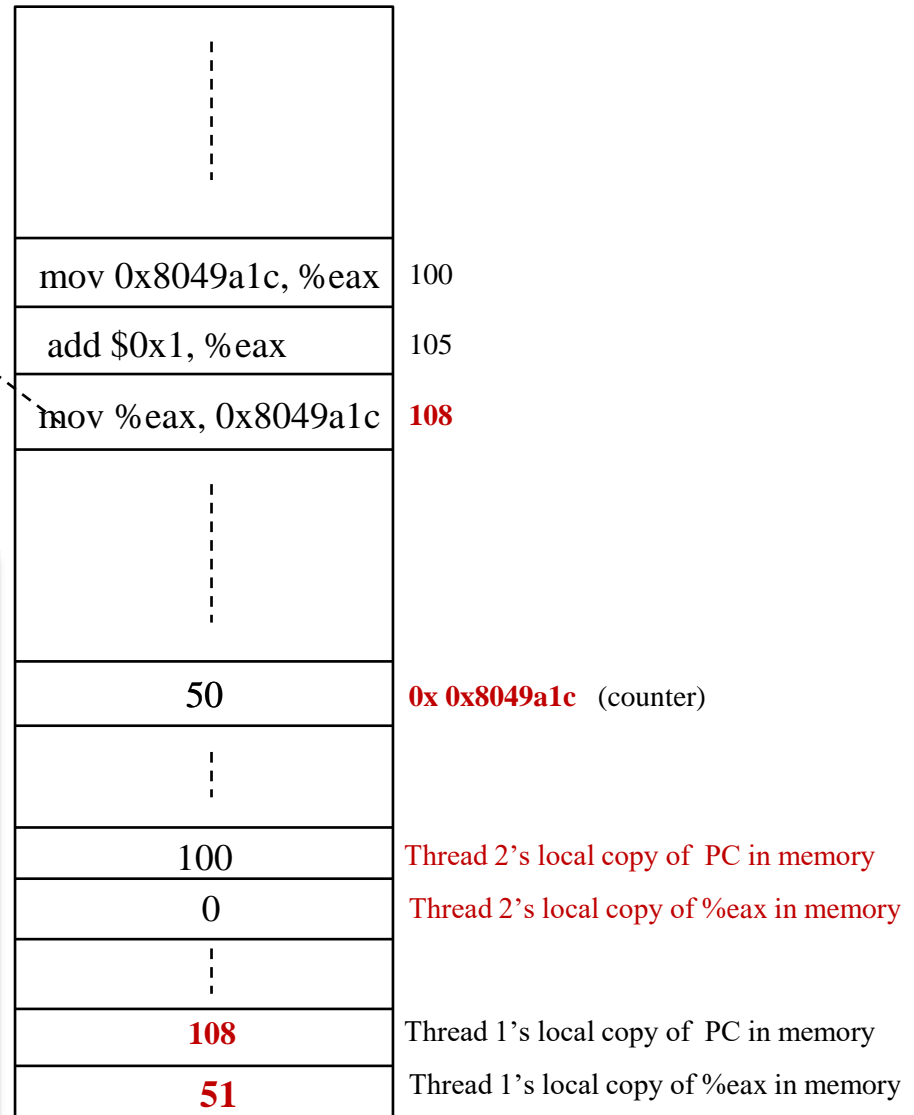 mov 0x8049a1c, %eax 100
add $0x1, %eax 105
mov %eax, 0x8049a1c 108
50 0x 0x8049a1c (counter)
100 Thread 2’s local copy of PC in memory
0 Thread 2’s local copy of %eax in memory
108 Thread 1’s local copy of PC in memory
51 Thread 1’s local copy of %eax in memory